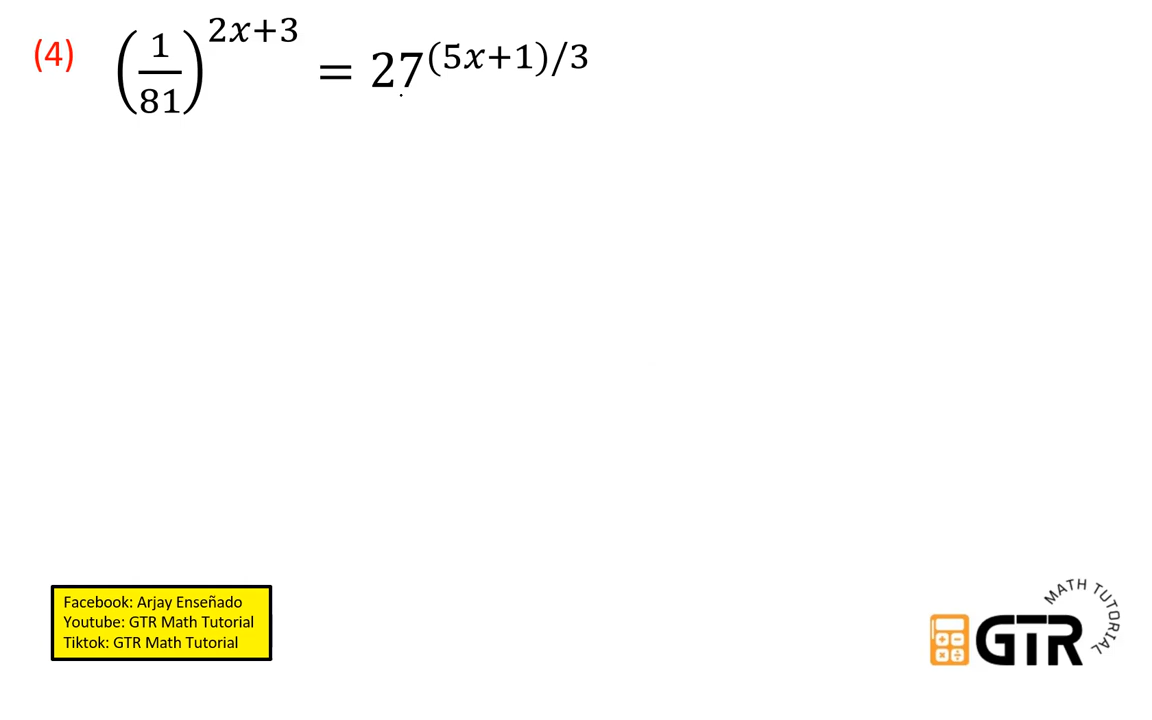 (4) (1/81)^(2x+3) = 27^((5x+1)/3)
Facebook: Arjay Enseñado
Youtube: GTR Math Tutorial
Tiktok: GTR Math Tutorial
GTR MATH TUTORIAL